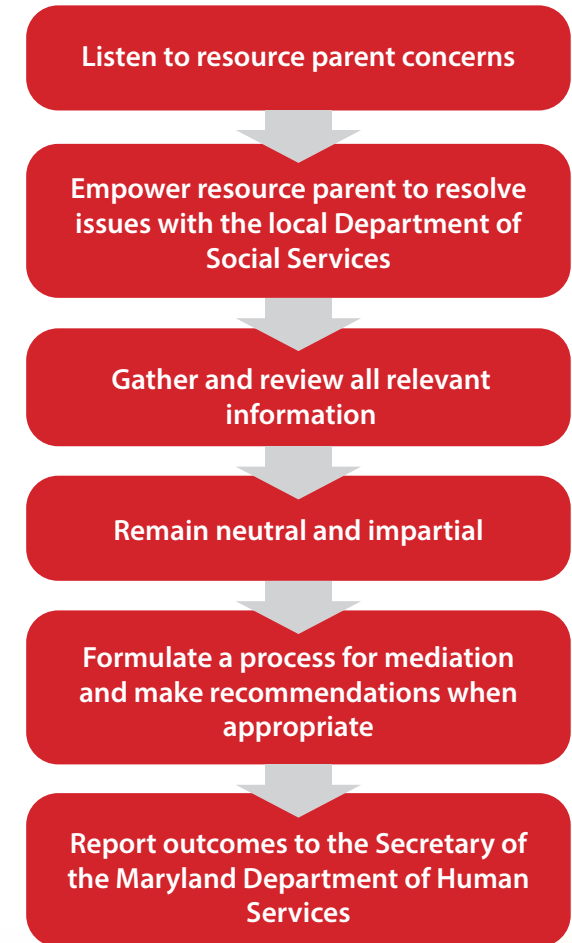 Listen to resource parent concerns
Empower resource parent to resolve
issues with the local Department of
Social Services
Gather and review all relevant
information
Remain neutral and impartial
Formulate a process for mediation
and make recommendations when
appropriate
Report outcomes to the Secretary of
the Maryland Department of Human
Services